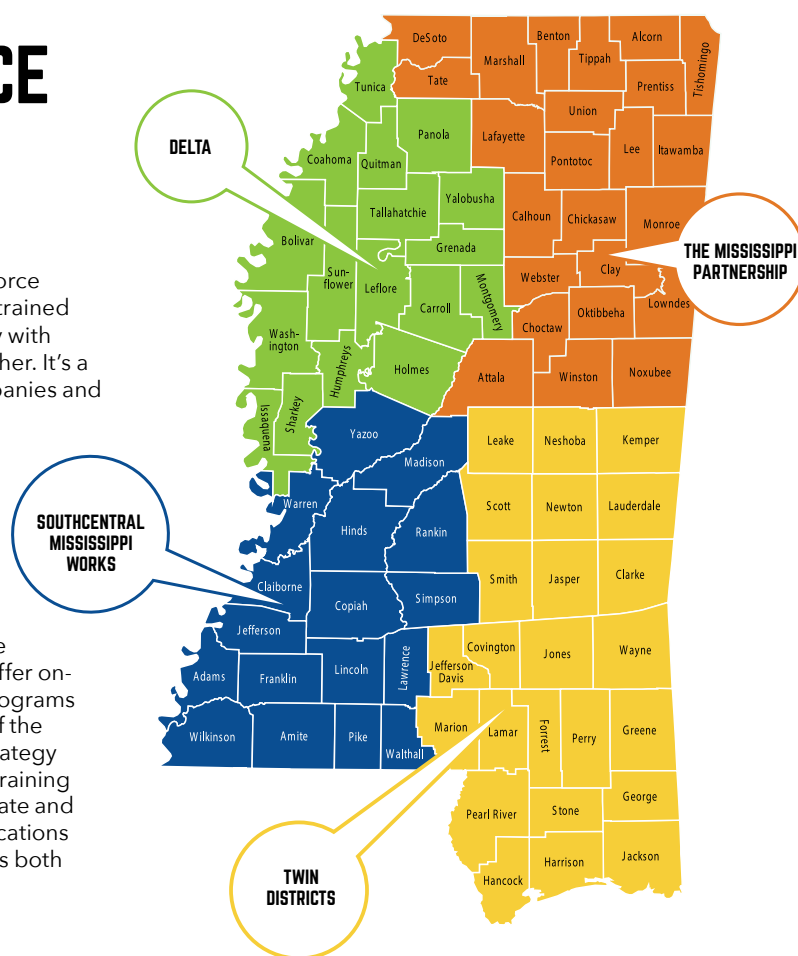 CE
orce
trained
y with
her. It's a
panies and
e
ffer on-
ograms
f the
ategy
training
ate and
cations
s both
DELTA
THE MISSISSIPPI
PARTNERSHIP
SOUTHCENTRAL
MISSISSIPPI
WORKS
TWIN
DISTRICTS
DeSoto
Benton
Alcorn
Marshall
Tippah
Tishomingo
Tate
Prentiss
Tunica
Union
Panola
Lafayette
Lee
Itawamba
Coahoma
Quitman
Pontotoc
Yalobusha
Tallahatchie
Calhoun
Chickasaw
Monroe
Bolivar
Grenada
Sun-
flower
Leflore
Webster
Clay
Carroll
Montgomery
Lowndes
Oktibbeha
Choctaw
Wash-
ington
Humphreys
Holmes
Attala
Winston
Noxubee
Issaquena
Sharkey
Yazoo
Leake
Neshoba
Kemper
Madison
Warren
Scott
Newton
Lauderdale
Hinds
Rankin
Claiborne
Smith
Jasper
Clarke
Copiah
Simpson
Jefferson
Covington
Jones
Wayne
Adams
Franklin
Lincoln
Lawrence
Jefferson
Davis
Wilkinson
Amite
Pike
Walthall
Marion
Lamar
Forrest
Perry
Greene
Pearl River
Stone
George
Hancock
Harrison
Jackson